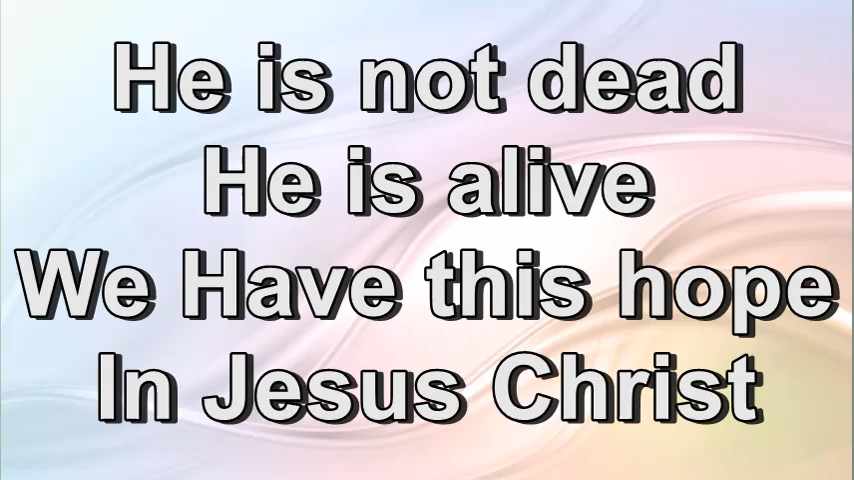 He is not dead
He is alive
We Have this hope
In Jesus Christ